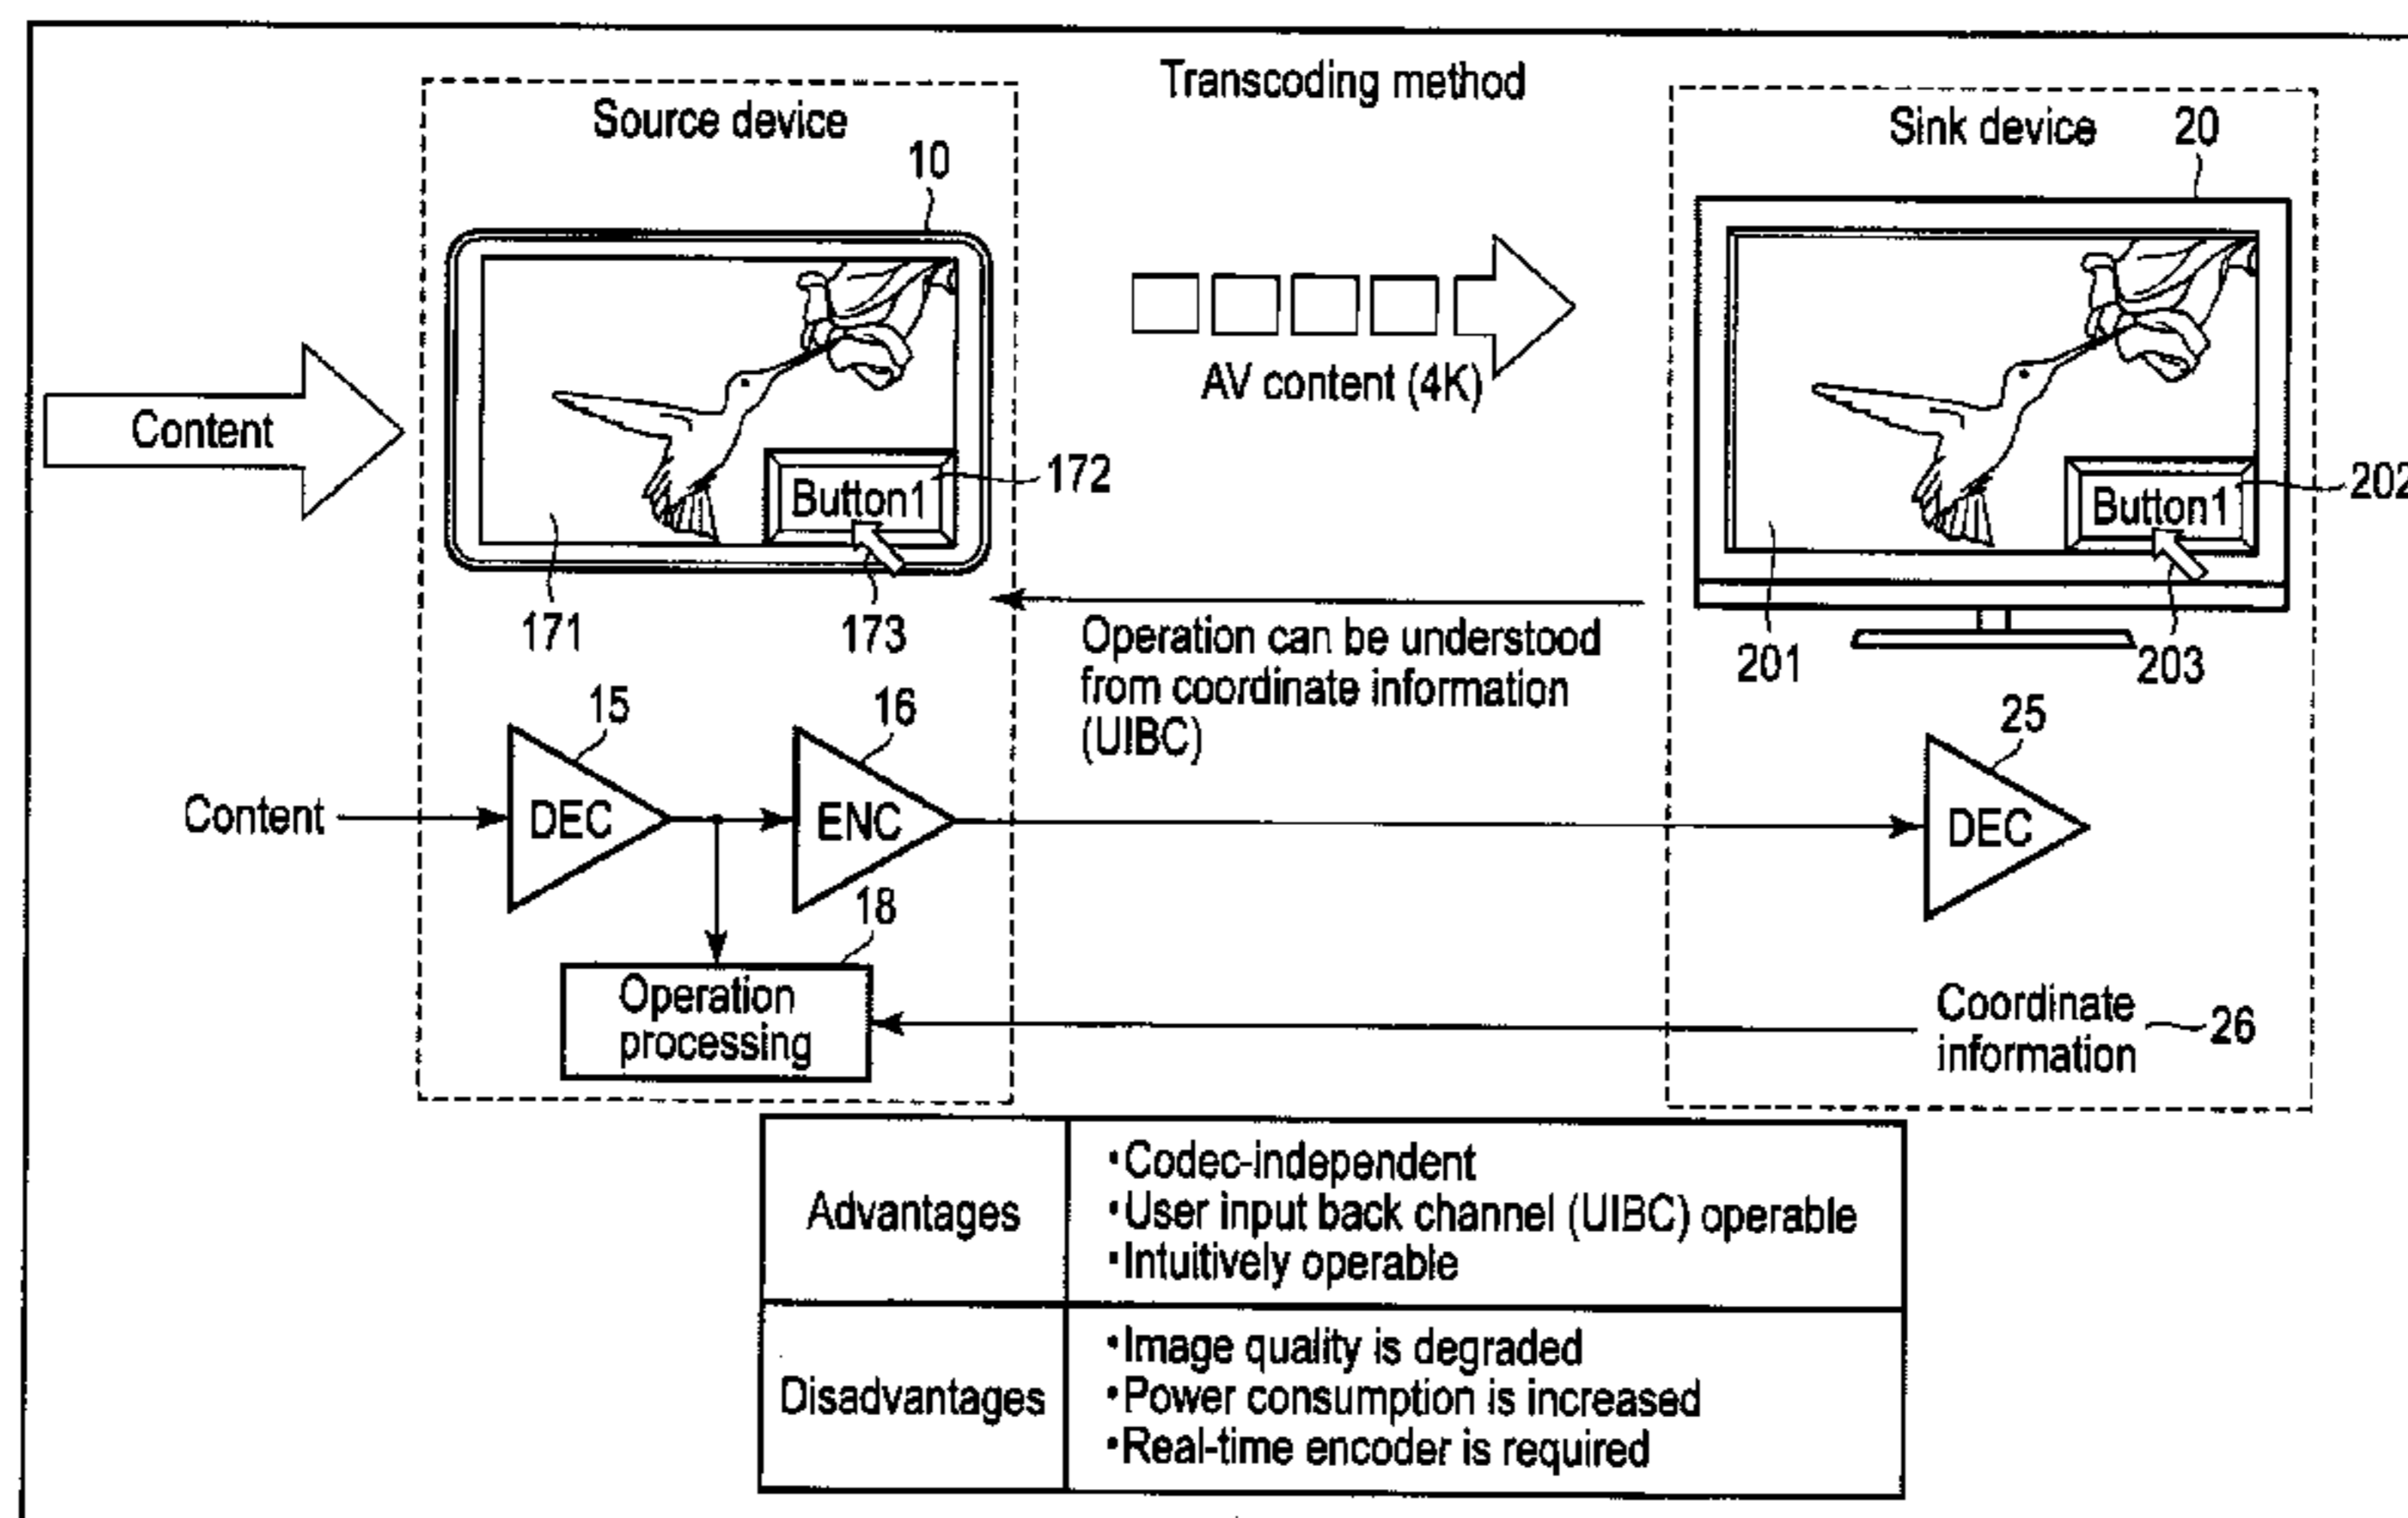 Transcoding method
Source device
10
Sink device
20
Content
AV content (4K)
Button1
172
Button1
202
171
173
Operation can be understood
from coordinate information
(UIBC)
201
203
15
16
25
Content
DEC
ENC
DEC
18
Operation
processing
Coordinate
information
26
Advantages
•Codec-independent
•User input back channel (UIBC) operable
•Intuitively operable
Disadvantages
•Image quality is degraded
•Power consumption is increased
•Real-time encoder is required